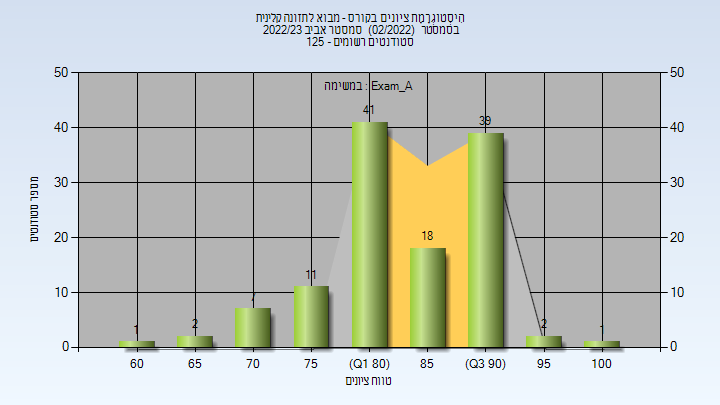 הִיסְטוֹגְרָמַת ציונים בקורס - מבוא לתזונה קלינית
בסמסטר (02/2022) סמסטר אביב 2022/23
סטודנטים רשומים - 125
במשימה : Exam_A
50 50
40 40
30 30
20 20
10 10
0 0
מספר סטודנטים
1 2 7 11 41 18 39 2 1
60 65 70 75 (Q1 80) 85 (Q3 90) 95 100
טווח ציונים